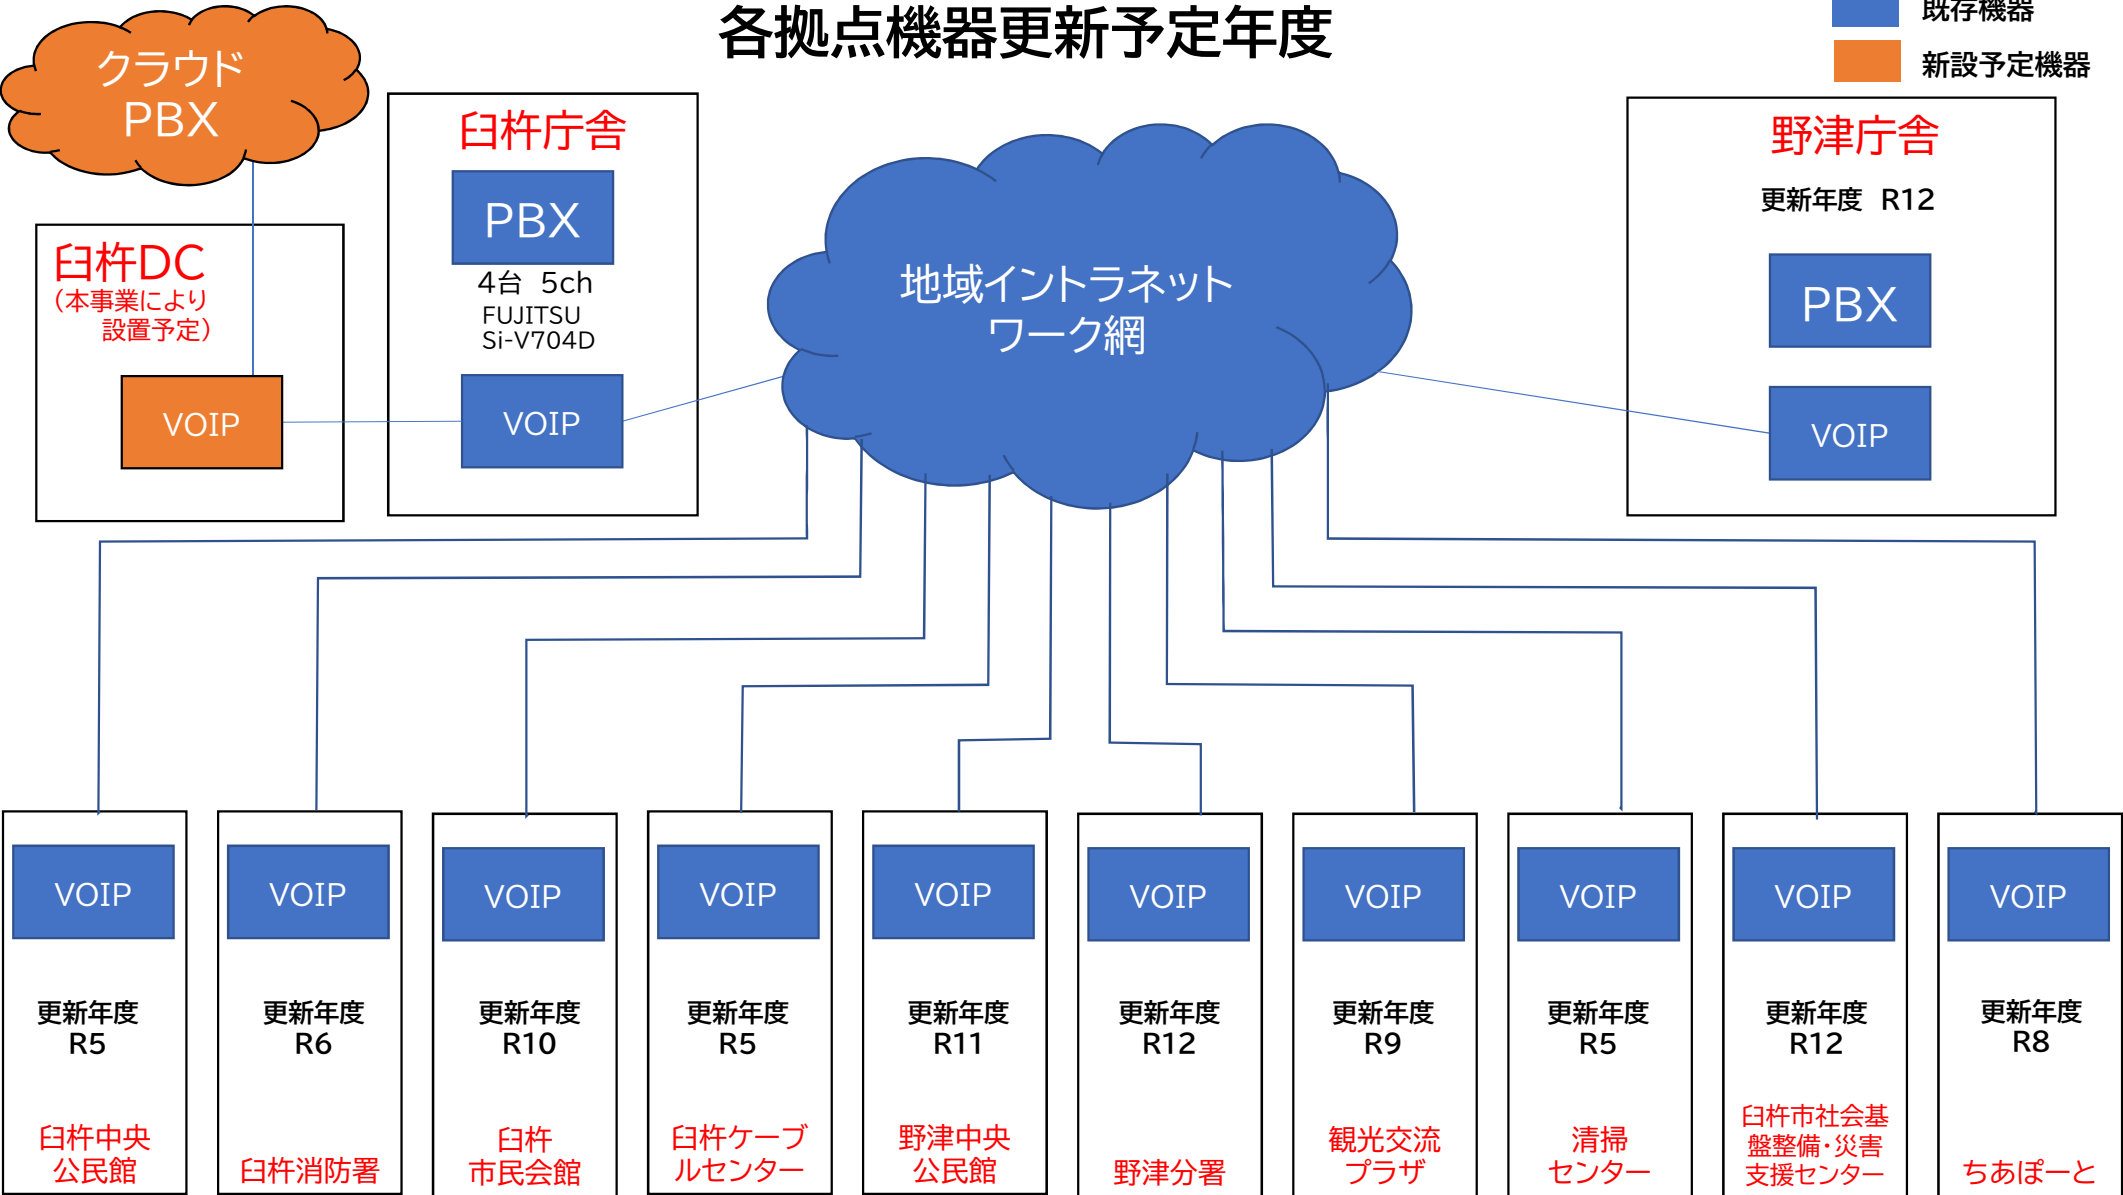 各拠点機器更新予定年度
既存機器
新設予定機器
クラウド
PBX
臼杵DC
（本事業により
設置予定）
VOIP
臼杵庁舎
PBX
4台　5ch
FUJITSU
Si-V704D
VOIP
地域イントラネット
ワーク網
野津庁舎
更新年度　R12
PBX
VOIP
VOIP
更新年度
R5
臼杵中央
公民館
VOIP
更新年度
R6
臼杵消防署
VOIP
更新年度
R10
臼杵
市民会館
VOIP
更新年度
R5
臼杵ケーブ
ルセンター
VOIP
更新年度
R11
野津中央
公民館
VOIP
更新年度
R12
野津分署
VOIP
更新年度
R9
観光交流
プラザ
VOIP
更新年度
R5
清掃
センター
VOIP
更新年度
R12
臼杵市社会基
盤整備・災害
支援センター
VOIP
更新年度
R8
ちあぽーと